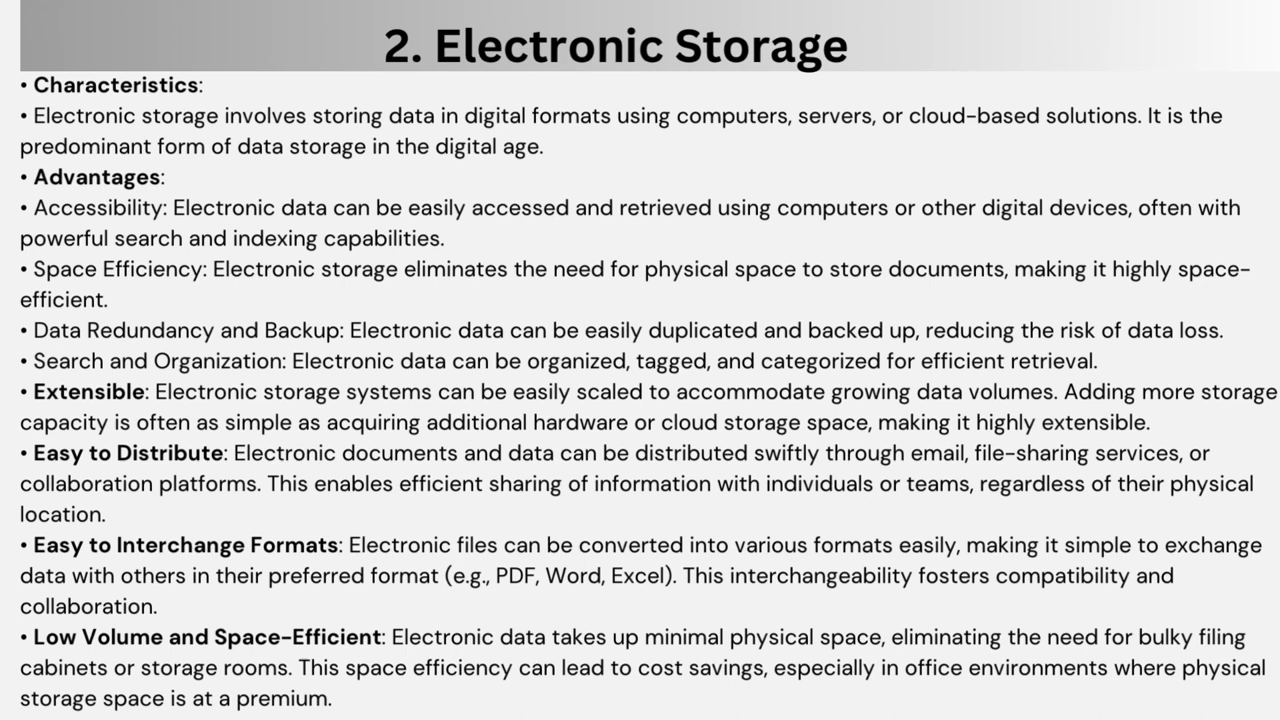 2. Electronic Storage
• Characteristics:
• Electronic storage involves storing data in digital formats using computers, servers, or cloud-based solutions. It is the
predominant form of data storage in the digital age.
• Advantages:
• Accessibility: Electronic data can be easily accessed and retrieved using computers or other digital devices, often with
powerful search and indexing capabilities.
• Space Efficiency: Electronic storage eliminates the need for physical space to store documents, making it highly space-
efficient.
• Data Redundancy and Backup: Electronic data can be easily duplicated and backed up, reducing the risk of data loss.
• Search and Organization: Electronic data can be organized, tagged, and categorized for efficient retrieval.
• Extensible: Electronic storage systems can be easily scaled to accommodate growing data volumes. Adding more storage
capacity is often as simple as acquiring additional hardware or cloud storage space, making it highly extensible.
• Easy to Distribute: Electronic documents and data can be distributed swiftly through email, file-sharing services, or
collaboration platforms. This enables efficient sharing of information with individuals or teams, regardless of their physical
location.
• Easy to Interchange Formats: Electronic files can be converted into various formats easily, making it simple to exchange
data with others in their preferred format (e.g., PDF, Word, Excel). This interchangeability fosters compatibility and
collaboration.
• Low Volume and Space-Efficient: Electronic data takes up minimal physical space, eliminating the need for bulky filing
cabinets or storage rooms. This space efficiency can lead to cost savings, especially in office environments where physical
storage space is at a premium.